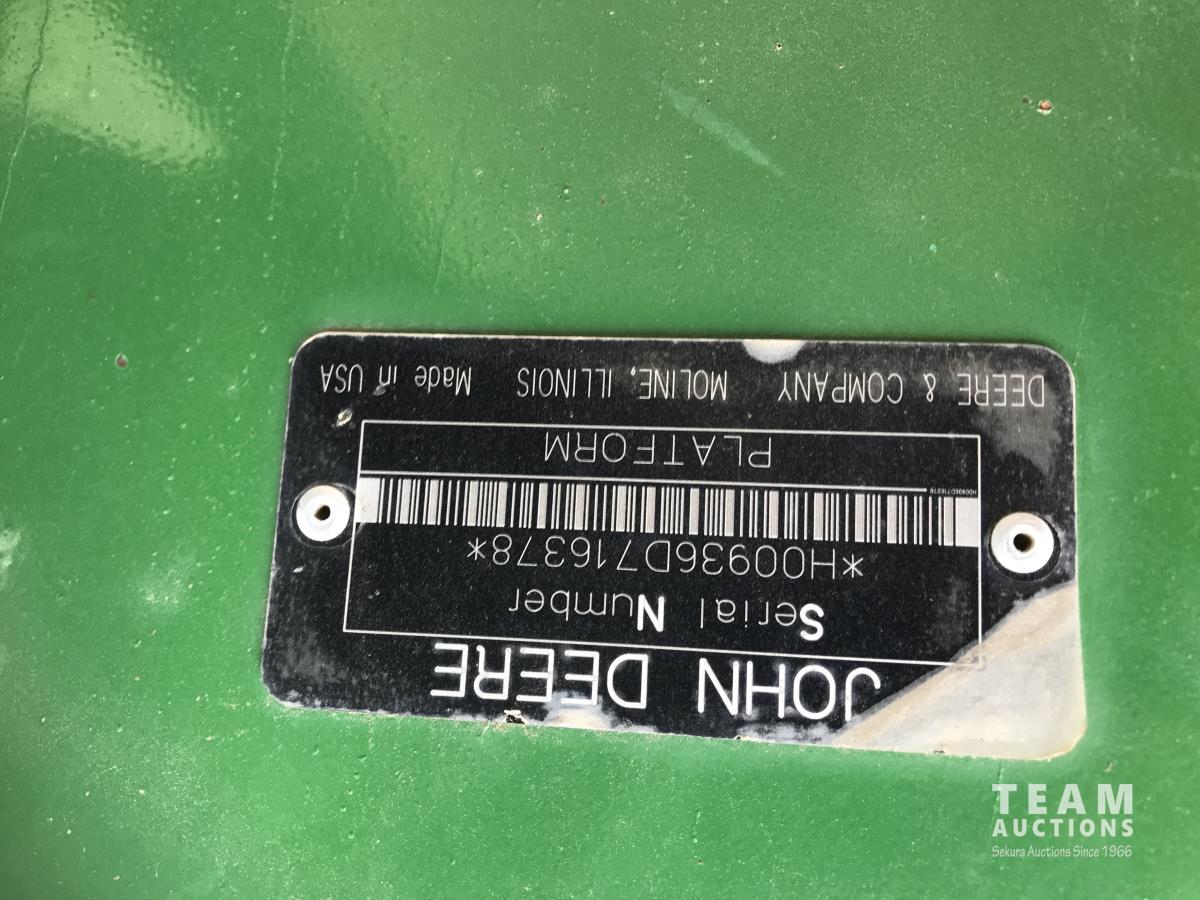 JOHN DEERE
Serial Number
*H00936D716378*
H00936D716378
PLATFORM
DEERE & COMPANY MOLINE, ILLINOIS Made in USA
TEAM
AUCTIONS
Sekura Auctions Since 1966